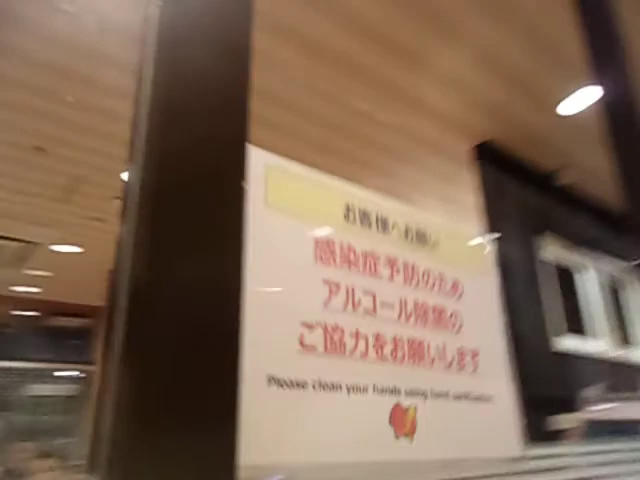 お客様へお願い
感染症予防のため
アルコール除菌の
ご協力をお願いします
Please clean your hands using hand